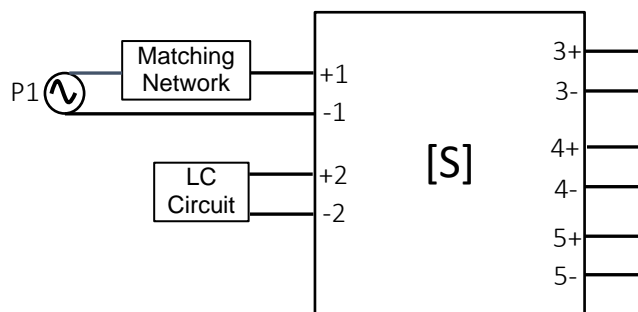 Matching
Network
P1
+1
-1
LC
Circuit
+2
-2
[S]
3+
3-
4+
4-
5+
5-